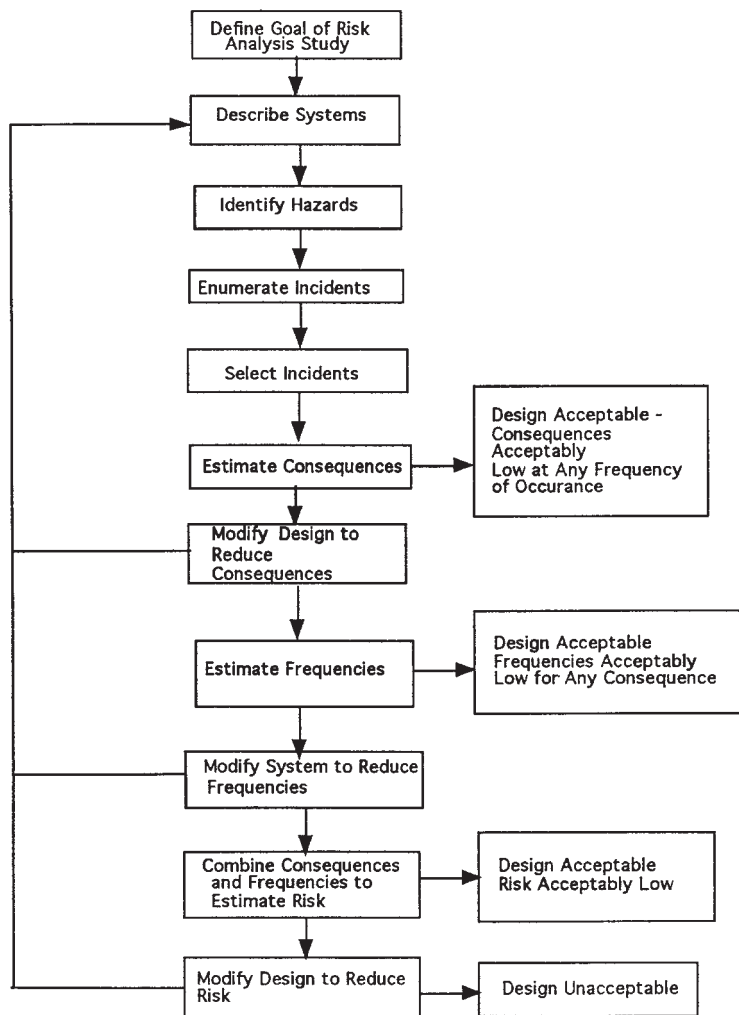 Define Goal of Risk
Analysis Study
Describe Systems
Identify Hazards
Enumerate Incidents
Select Incidents
Estimate Consequences
Design Acceptable -
Consequences
Acceptably
Low at Any Frequency
of Occurance
Modify Design to
Reduce
Consequences
Estimate Frequencies
Design Acceptable
Frequencies Acceptably
Low for Any Consequence
Modify System to Reduce
Frequencies
Combine Consequences
and Frequencies to
Estimate Risk
Design Acceptable
Risk Acceptably Low
Modify Design to Reduce
Risk
Design Unacceptable